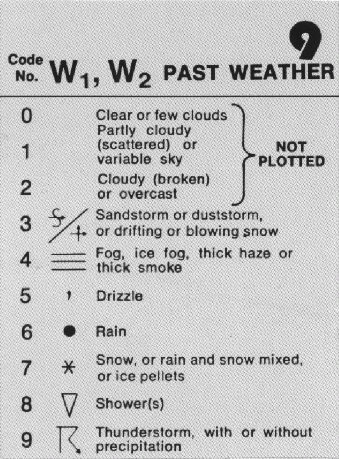 9
Code No. W1, W2 PAST WEATHER
0 Clear or few clouds
1 Partly cloudy
(scattered) or
variable sky
2 Cloudy (broken)
or overcast
NOT
PLOTTED
3 Sandstorm or duststorm,
or drifting or blowing snow
4 Fog, ice fog, thick haze or
thick smoke
5 Drizzle
6 Rain
7 Snow, or rain and snow mixed,
or ice pellets
8 Shower(s)
9 Thunderstorm, with or without
precipitation